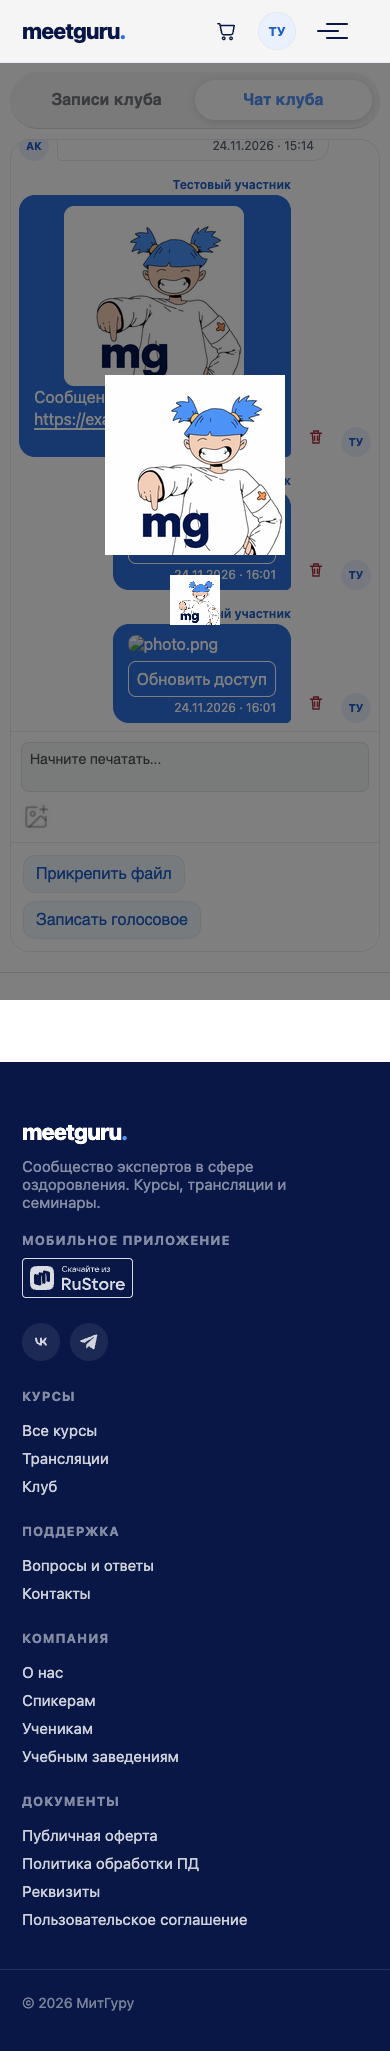 meetguru.
ТУ
Записи клуба
Чат клуба
АК
24.11.2026 · 15:14
Тестовый участник
mg
https://exa
ТУ
mg
24.11.2026 · 16:01
ТУ
mg
участник
photo.png
Обновить доступ
24.11.2026 · 16:01
ТУ
Начните печатать...
Прикрепить файл
Записать голосовое
meetguru.
Сообщество экспертов в сфере
оздоровления. Курсы, трансляции и
семинары.
МОБИЛЬНОЕ ПРИЛОЖЕНИЕ
Скачайте из
RuStore
КУРСЫ
Все курсы
Трансляции
Клуб
ПОДДЕРЖКА
Вопросы и ответы
Контакты
КОМПАНИЯ
О нас
Спикерам
Ученикам
Учебным заведениям
ДОКУМЕНТЫ
Публичная оферта
Политика обработки ПД
Реквизиты
Пользовательское соглашение
© 2026 МитГуру